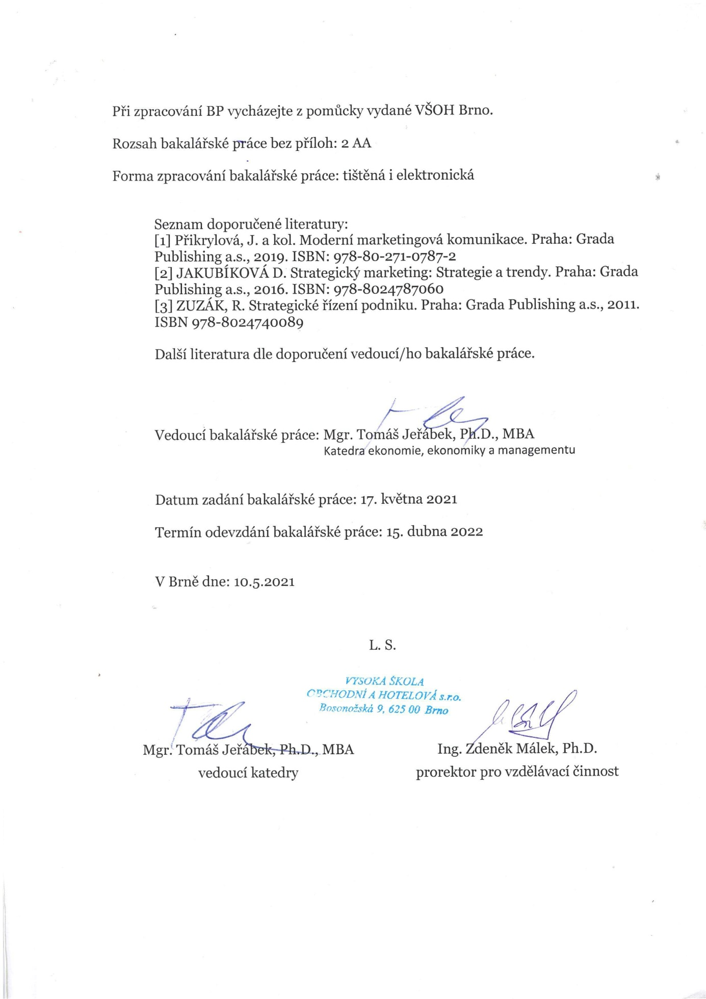 Při zpracování BP vycházejte z pomůcky vydané VŠOH Brno.
Rozsah bakalářské práce bez příloh: 2 AA
Forma zpracování bakalářské práce: tištěná i elektronická
Seznam doporučené literatury:
[1] Přikrylová, J. a kol. Moderní marketingová komunikace. Praha: Grada
Publishing a.s., 2019. ISBN: 978-80-271-0787-2
[2] JAKUBÍKOVÁ D. Strategický marketing: Strategie a trendy. Praha: Grada
Publishing a.s., 2016. ISBN: 978-8024787060
[3] ZUZÁK, R. Strategické řízení podniku. Praha: Grada Publishing a.s., 2011.
ISBN 978-8024740089
Další literatura dle doporučení vedoucí/ho bakalářské práce.
Vedoucí bakalářské práce: Mgr. Tomáš Jeřábek, Ph.D., MBA
Katedra ekonomie, ekonomiky a managementu
Datum zadání bakalářské práce: 17. května 2021
Termín odevzdání bakalářské práce: 15. dubna 2022
V Brně dne: 10.5.2021
L. S.
VYSOKÁ ŠKOLA
OBCHODNÍ A HOTELOVÁ s.r.o.
Bosonožská 9, 625 00 Brno
Mgr. Tomáš Jeřábek, Ph.D., MBA
vedoucí katedry
Ing. Zdeněk Málek, Ph.D.
prorektor pro vzdělávací činnost